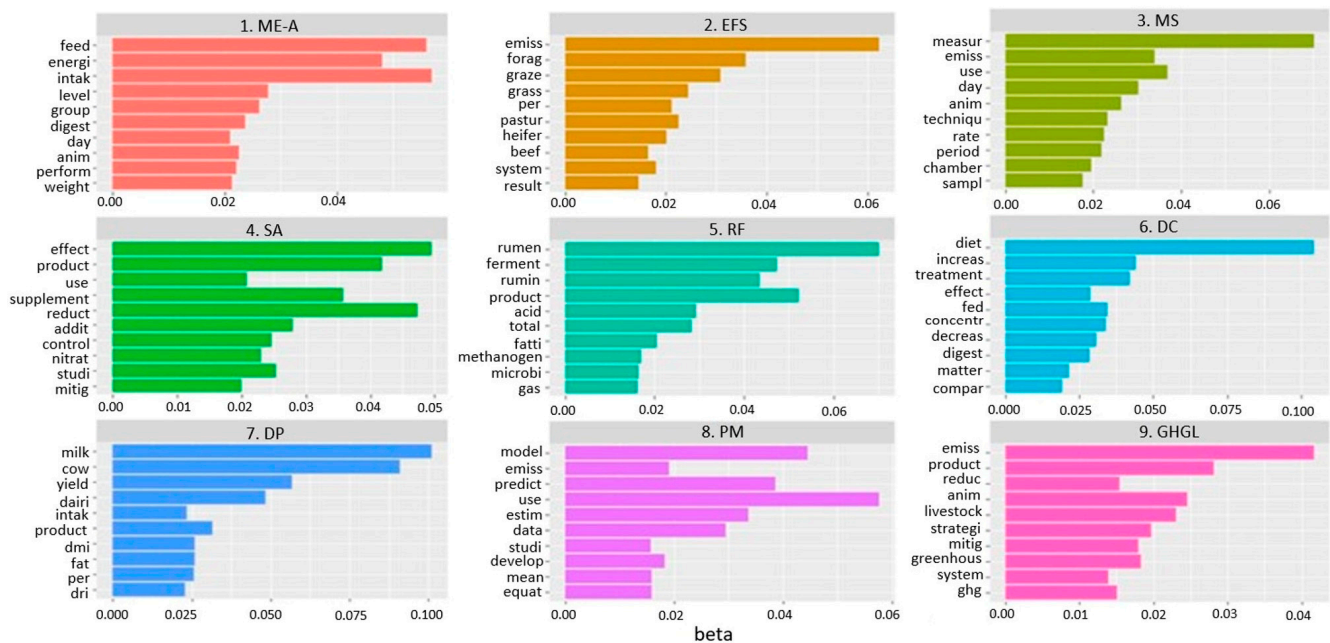 1. ME-A
feed
energi
intak
level
group
digest
day
anim
perform
weight
0.00 0.02 0.04
2. EFS
emiss
forag
graze
grass
per
pastur
heifer
beef
system
result
0.00 0.02 0.04 0.06
3. MS
measur
emiss
use
day
anim
techniqu
rate
period
chamber
sampl
0.00 0.02 0.04 0.06
4. SA
effect
product
use
supplement
reduct
addit
control
nitrat
studi
mitig
0.00 0.01 0.02 0.03 0.04 0.05
5. RF
rumen
ferment
rumin
product
acid
total
fatti
methanogen
microbi
gas
0.00 0.02 0.04 0.06
6. DC
diet
increas
treatment
effect
fed
concentr
decreas
digest
matter
compar
0.000 0.025 0.050 0.075 0.100
7. DP
milk
cow
yield
dairi
intak
product
dmi
fat
per
dri
0.000 0.025 0.050 0.075 0.100
8. PM
model
emiss
predict
use
estim
data
studi
develop
mean
equat
0.00 0.02 0.04 0.06
9. GHGL
emiss
product
reduc
anim
livestock
strategi
mitig
greenhous
system
ghg
0.00 0.01 0.02 0.03 0.04
beta